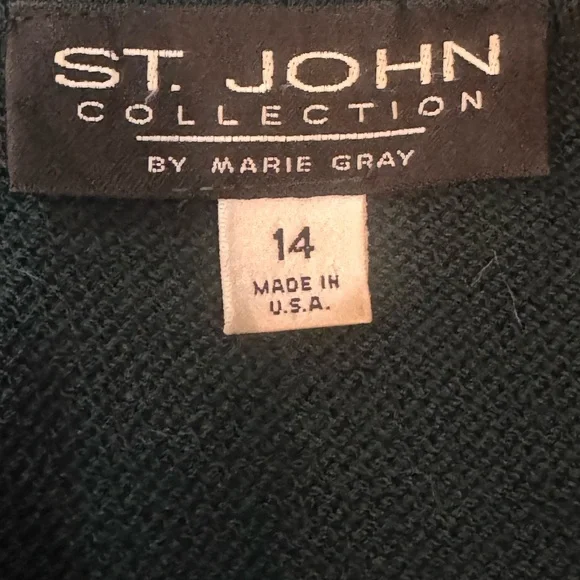 ST. JOHN
COLLECTION
BY MARIE GRAY
14
MADE IN
U.S.A.